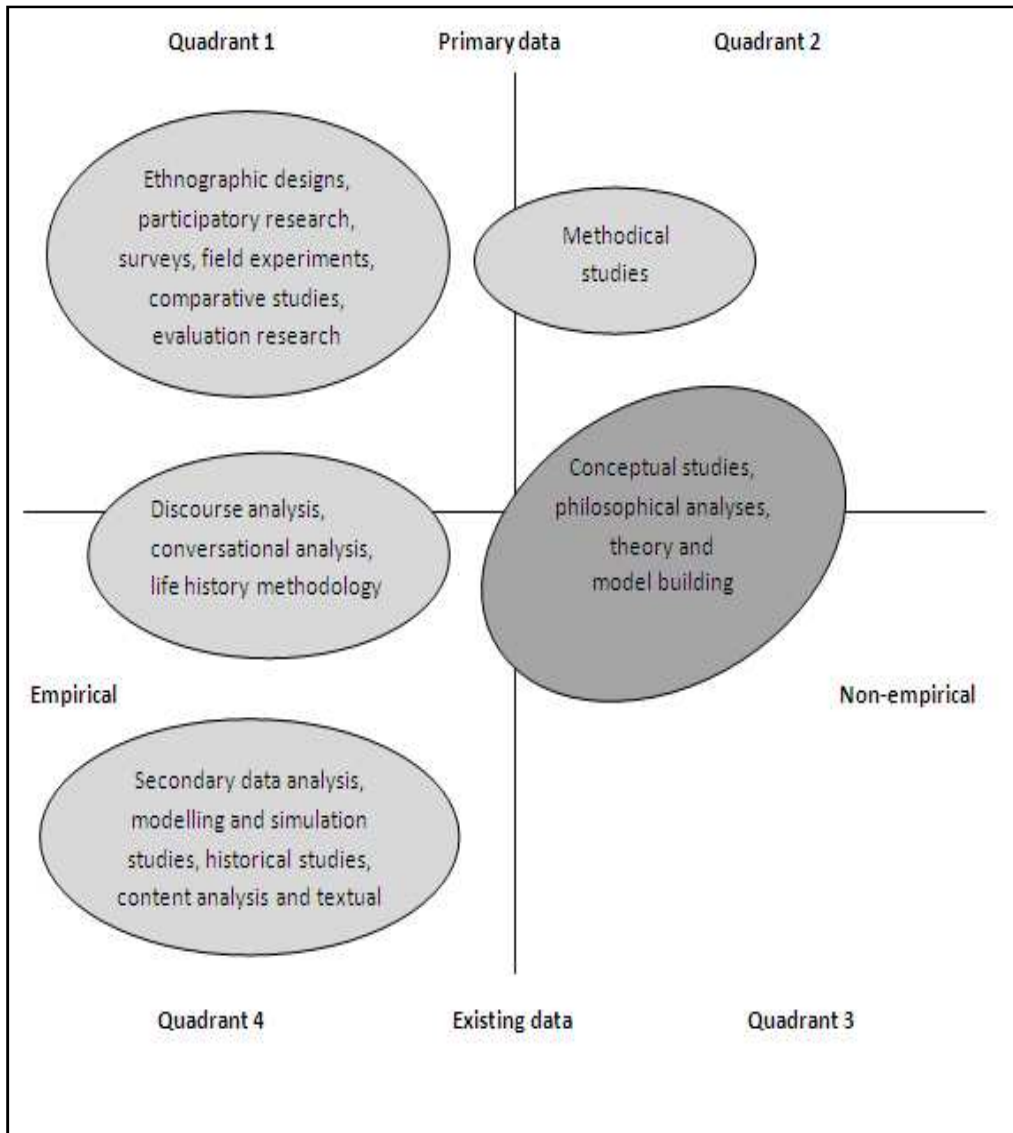 Quadrant 1
Primary data
Quadrant 2
Ethnographic designs,
participatory research,
surveys, field experiments,
comparative studies,
evaluation research
Methodical
studies
Discourse analysis,
conversational analysis,
life history methodology
Conceptual studies,
philosophical analyses,
theory and
model building
Empirical
Non-empirical
Secondary data analysis,
modelling and simulation
studies, historical studies,
content analysis and textual
Quadrant 4
Existing data
Quadrant 3